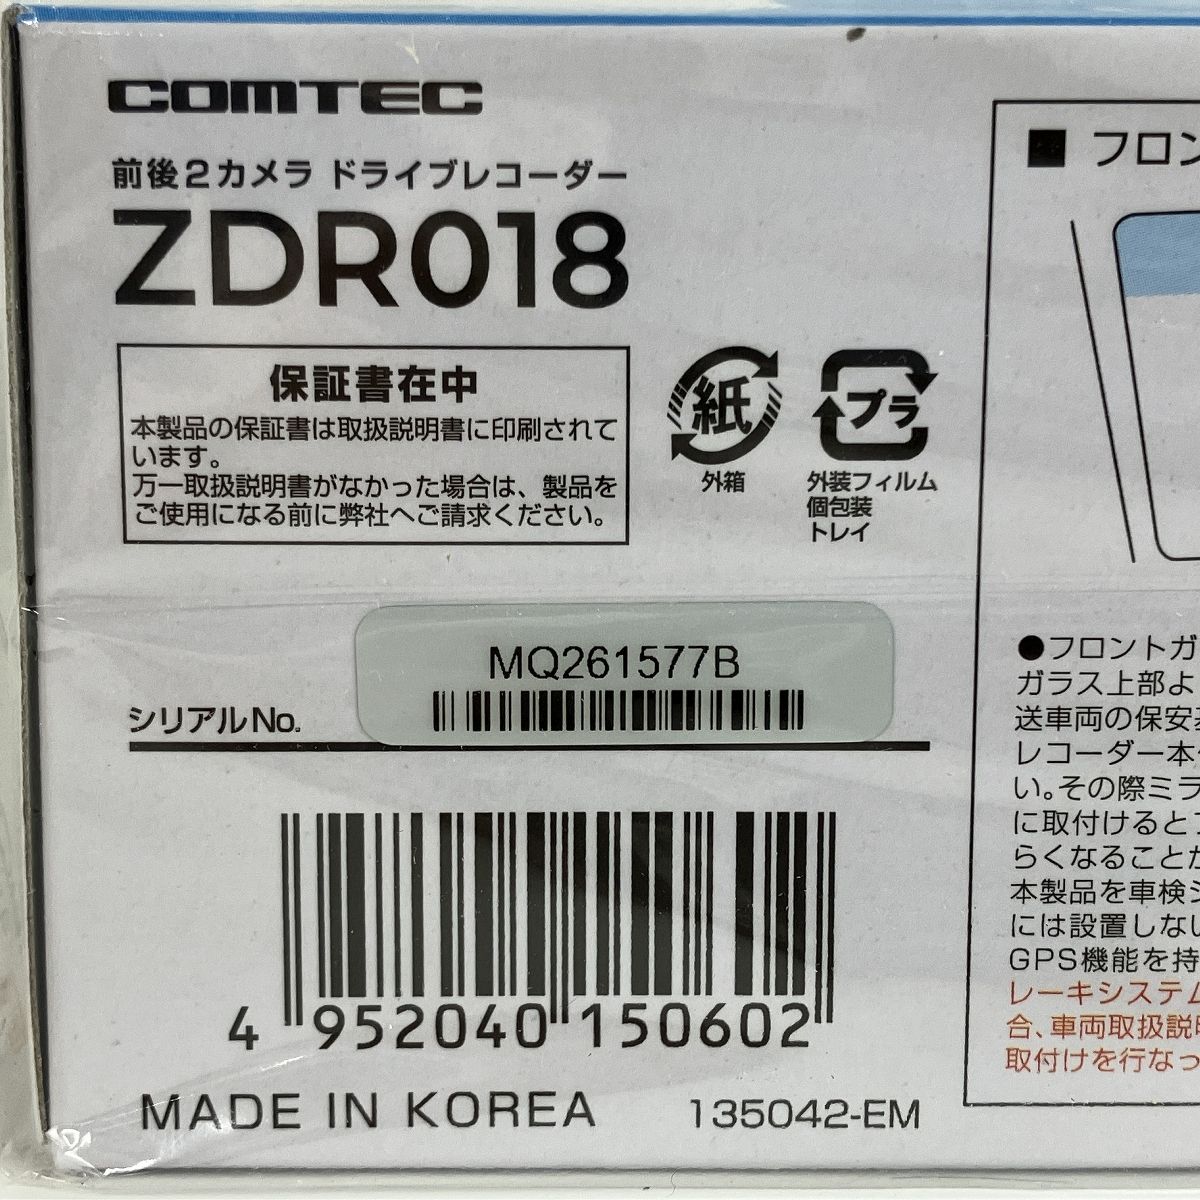 COMTEC
前後2カメラ ドライブレコーダー
ZDR018
保証書在中
本製品の保証書は取扱説明書に印刷されて
います。
万一取扱説明書がなかった場合は、製品を
ご使用になる前に弊社へご請求ください。
紙
外箱
プラ
外装フィルム
個包装
トレイ
MQ261577B
シリアルNo.
4 952040 150602
MADE IN KOREA
135042-EM
■ フロン
●フロントガ
ガラス上部よ
送車両の保安
レコーダー本
い。その際ミラ
に取付けると
らくなることか
本製品を車検
には設置しない
GPS機能を持
レーキシステム
合、車両取扱説
取付けを行なっ